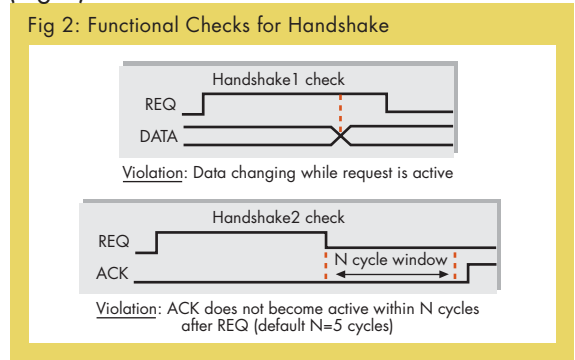 Fig 2: Functional Checks for Handshake
Handshake1 check
REQ
DATA
Violation: Data changing while request is active
Handshake2 check
REQ
N cycle window
ACK
Violation: ACK does not become active within N cycles
after REQ (default N=5 cycles)